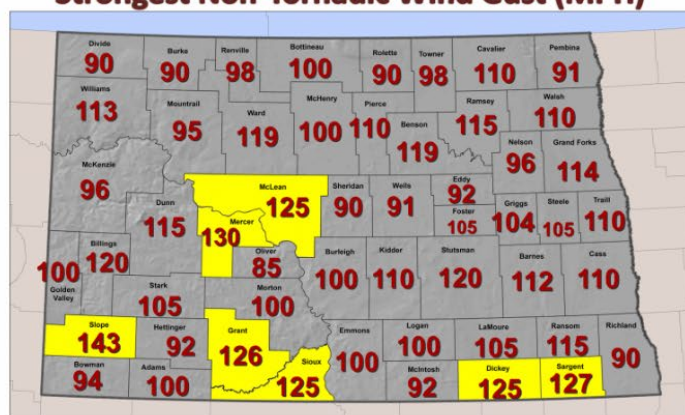 Strongest Non-Tornadic Wind Gust (MPH)
Divide
90
Burke
90
Renville
98
Bottineau
100
Rolette
90
Towner
98
Cavalier
110
Pembina
91
Williams
113
Mountrail
95
Ward
119
McHenry
100
Pierce
110
Benson
119
Ramsey
115
Walsh
110
Nelson
96
Grand Forks
114
McKenzie
96
Dunn
115
McLean
125
Mercer
130
Oliver
85
Sheridan
90
Wells
91
Eddy
92
Foster
105
Griggs
104
Steele
105
Traill
110
100
Golden
Valley
Billings
120
Stark
105
Morton
100
Burleigh
100
Kidder
110
Stutsman
120
Barnes
112
Cass
110
Slope
143
Hettinger
92
Grant
126
Sioux
125
Emmons
100
Logan
100
LaMoure
105
Ransom
115
Richland
90
Bowman
94
Adams
100
McIntosh
92
Dickey
125
Sargent
127